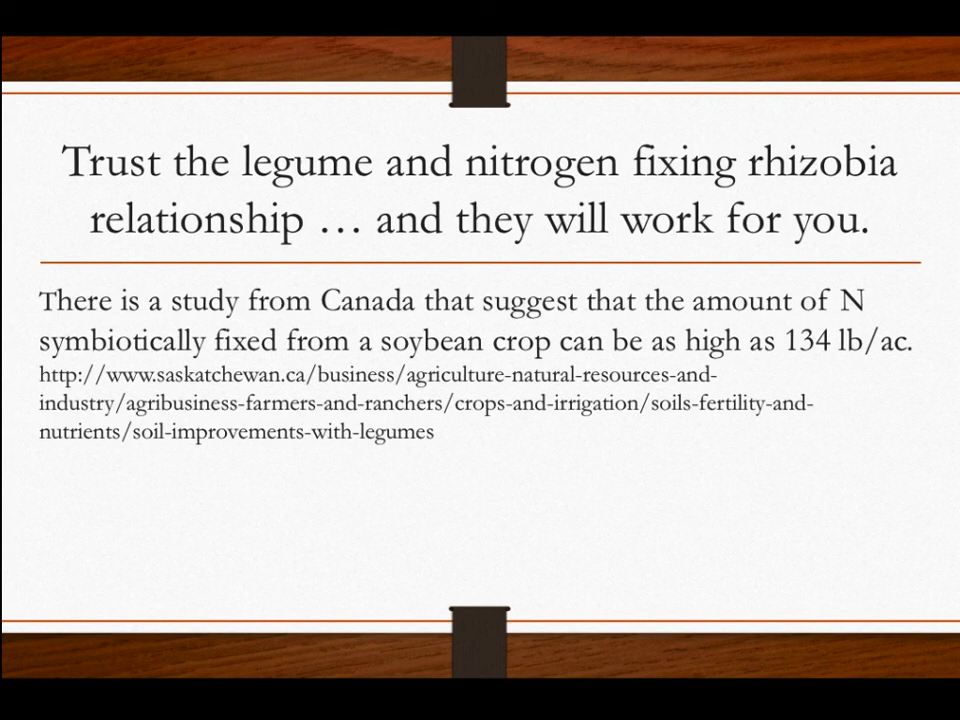 Trust the legume and nitrogen fixing rhizobia
relationship … and they will work for you.
There is a study from Canada that suggest that the amount of N
symbiotically fixed from a soybean crop can be as high as 134 lb/ac.
http://www.saskatchewan.ca/business/agriculture-natural-resources-and-
industry/agribusiness-farmers-and-ranchers/crops-and-irrigation/soils-fertility-and-
nutrients/soil-improvements-with-legumes